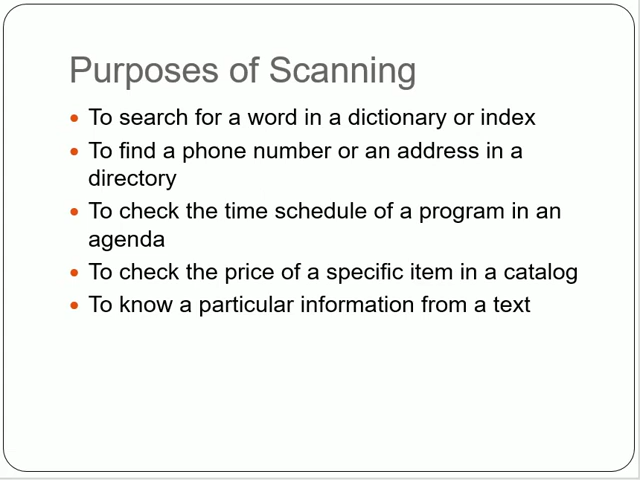 Purposes of Scanning
• To search for a word in a dictionary or index
• To find a phone number or an address in a
directory
• To check the time schedule of a program in an
agenda
• To check the price of a specific item in a catalog
• To know a particular information from a text